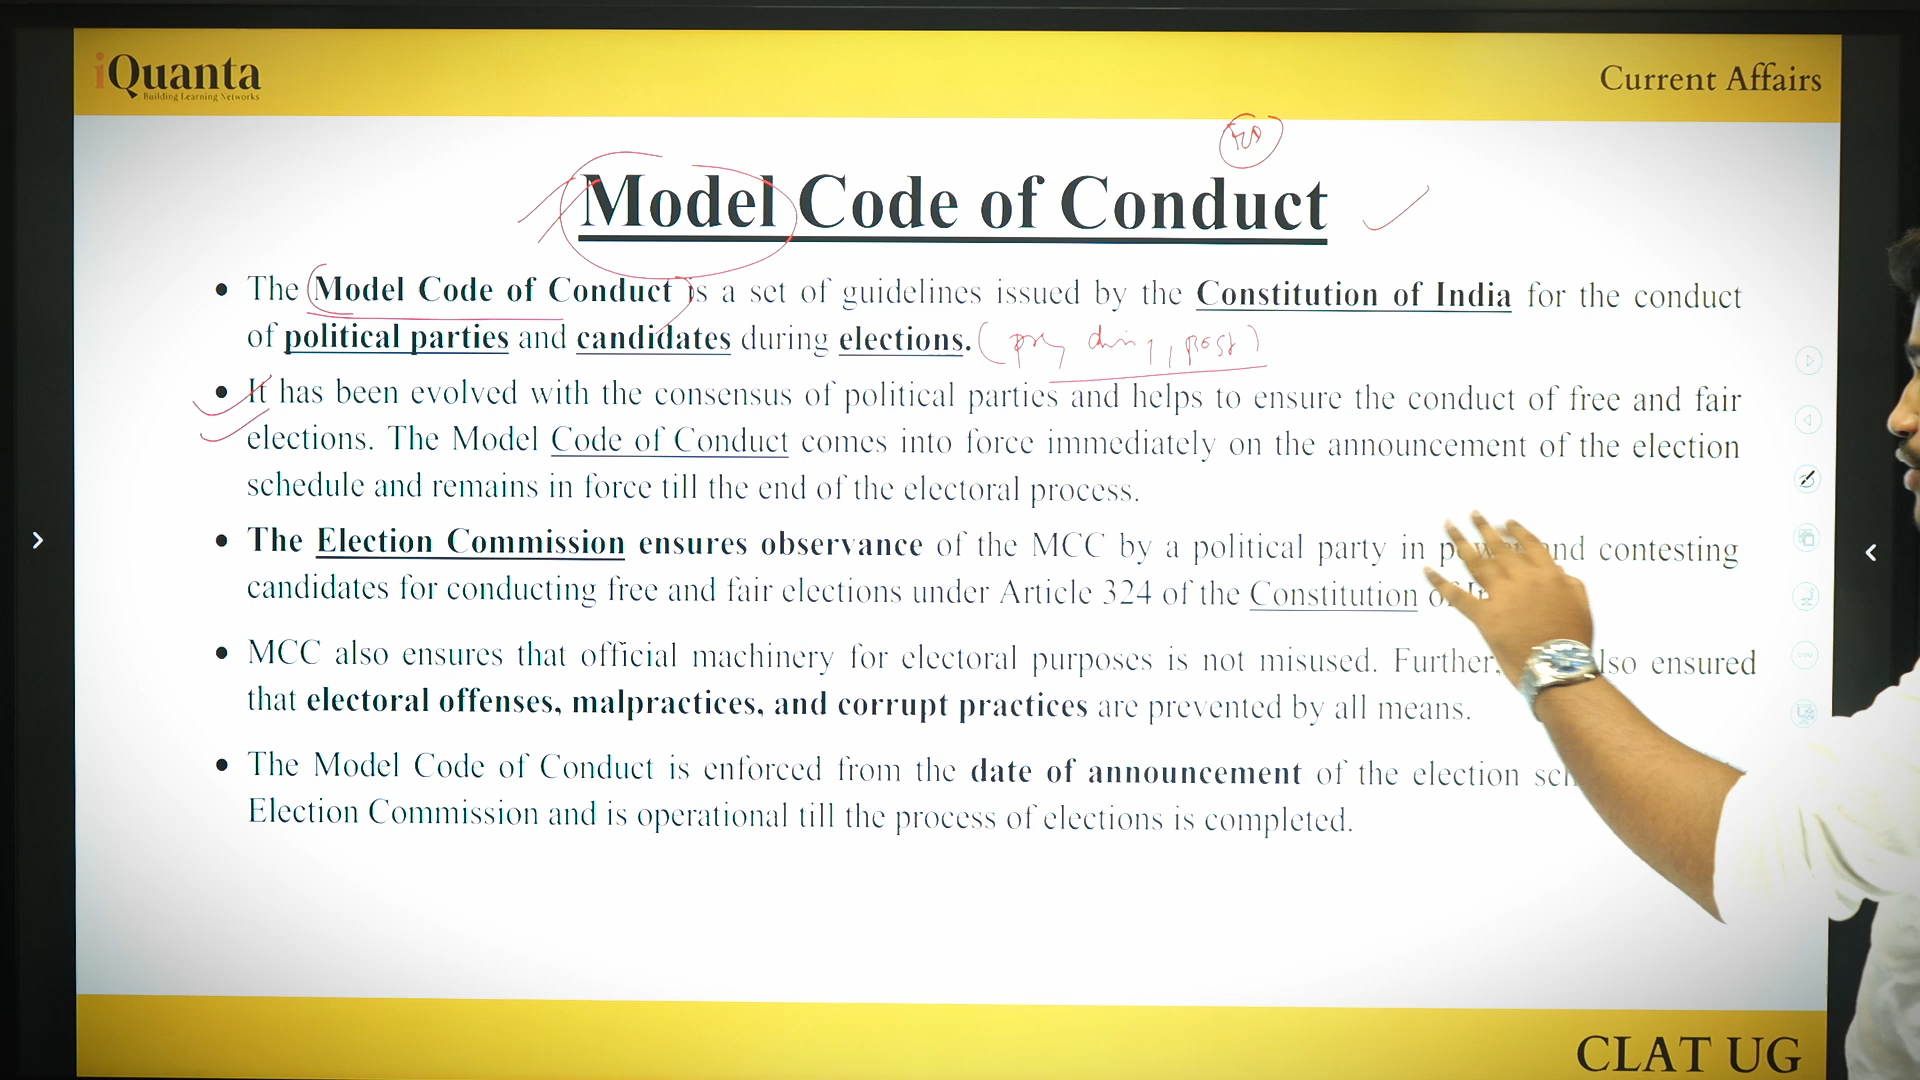 iQuanta
Building Learning Networks
Current Affairs
Model Code of Conduct
• The Model Code of Conduct is a set of guidelines issued by the Constitution of India for the conduct
of political parties and candidates during elections. (pre, during, post)
• It has been evolved with the consensus of political parties and helps to ensure the conduct of free and fair
elections. The Model Code of Conduct comes into force immediately on the announcement of the election
schedule and remains in force till the end of the electoral process.
• The Election Commission ensures observance of the MCC by a political party in power and contesting
candidates for conducting free and fair elections under Article 324 of the Constitution of
• MCC also ensures that official machinery for electoral purposes is not misused. Further, also ensured
that electoral offenses, malpractices, and corrupt practices are prevented by all means.
• The Model Code of Conduct is enforced from the date of announcement of the election
Election Commission and is operational till the process of elections is completed.
CLAT UG